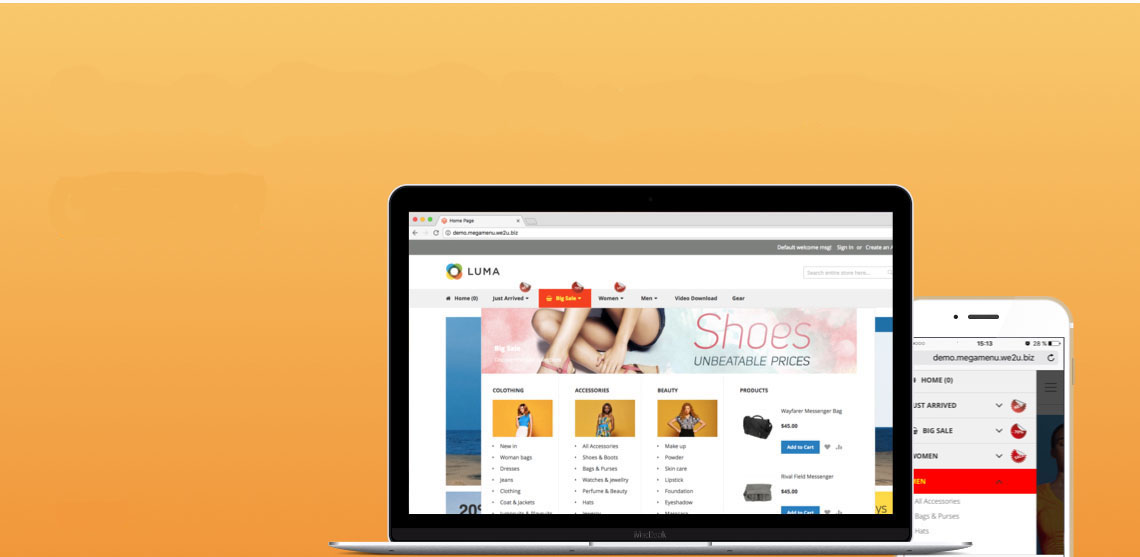 Home Page
demo.megamenu.we2u.biz
Default welcome msg! Sign In or Create an A
LUMA
Search entire store here...
Home (0) Just Arrived Big Sale Women Men Video Download Gear
Shoes
UNBEATABLE PRICES
Big Sale
COLOTHING ACCESSORIES BEAUTY PRODUCTS
New in
Woman bags
Dresses
Jeans
Clothing
Coat & Jackets
All Accessories
Shoes & Boots
Bags & Purses
Watches & Jewellry
Perfume & Beauty
Hats
Make up
Powder
Skin care
Lipstick
Foundation
Eyeshadow
Wayfarer Messenger Bag
$45.00
Add to Cart
Rival Field Messenger
$45.00
Add to Cart
20%
ys
15:13 28 %
demo.megamenu.we2u.biz
HOME (0)
UST ARRIVED
BIG SALE
WOMEN
EN
All Accessories
Bags & Purses
Hats